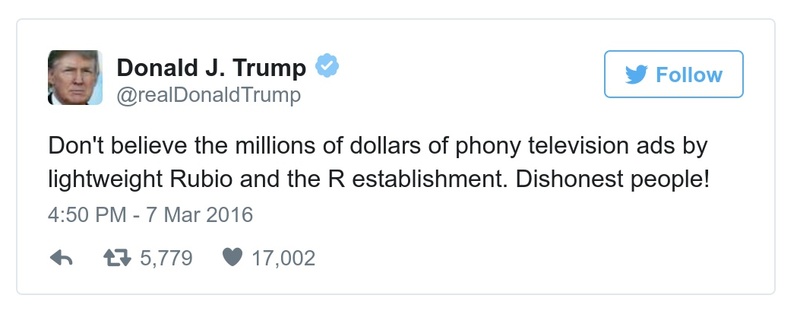 Donald J. Trump
@realDonaldTrump
Follow
Don't believe the millions of dollars of phony television ads by
lightweight Rubio and the R establishment. Dishonest people!
4:50 PM - 7 Mar 2016
5,779 17,002